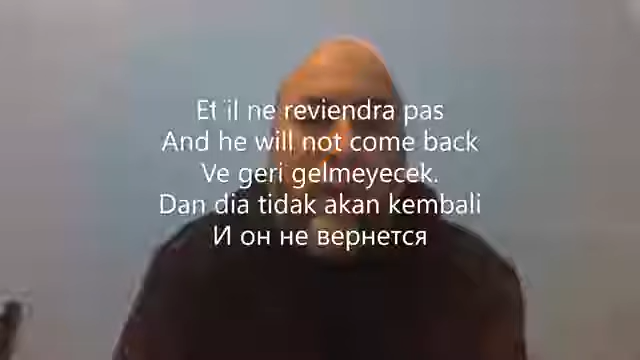 Et il ne reviendra pas
And he will not come back
Ve geri gelmeyecek.
Dan dia tidak akan kembali
И он не вернется